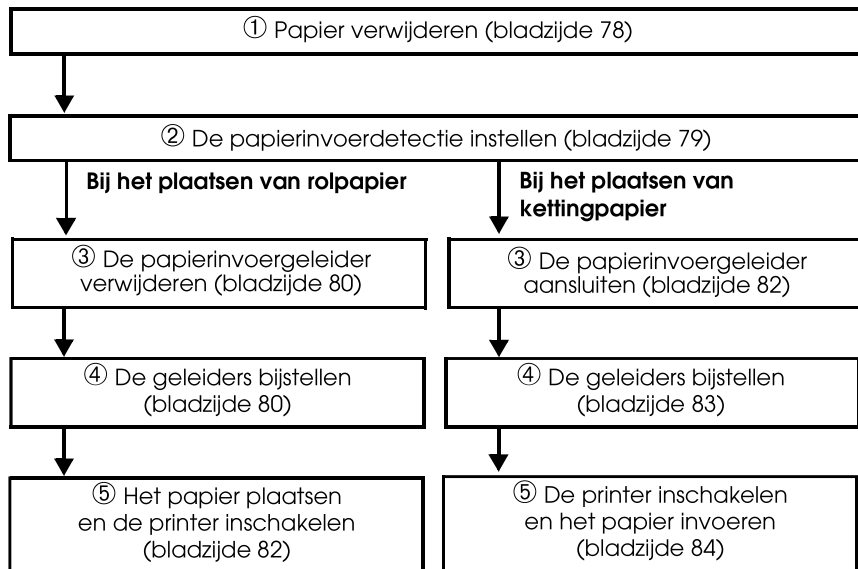 ① Papier verwijderen (bladzijde 78)
② De papierinvoerdetectie instellen (bladzijde 79)
Bij het plaatsen van rolpapier
Bij het plaatsen van
kettingpapier
③ De papierinvoergeleider
verwijderen (bladzijde 80)
③ De papierinvoergeleider
aansluiten (bladzijde 82)
④ De geleiders bijstellen
(bladzijde 80)
④ De geleiders bijstellen
(bladzijde 83)
⑤ Het papier plaatsen
en de printer inschakelen
(bladzijde 82)
⑤ De printer inschakelen
en het papier invoeren
(bladzijde 84)